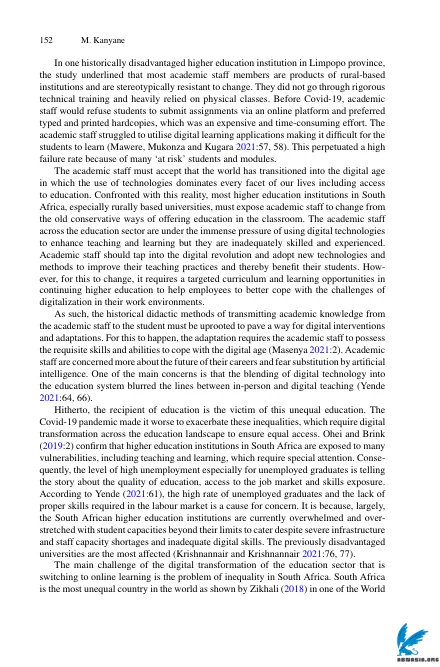 152 M. Kanyane
In one historically disadvantaged higher education institution in Limpopo province,
the study underlined that most academic staff members are products of rural-based
institutions and are stereotypically resistant to change. They did not go through rigorous
technical training and heavily relied on physical classes. Before Covid-19, academic
staff would refuse students to submit assignments via an online platform and preferred
typed and printed hardcopies, which was an expensive and time-consuming effort. The
academic staff struggled to utilise digital learning applications making it difficult for the
students to learn (Mawere, Mukonza and Kugara 2021:57, 58). This perpetuated a high
failure rate because of many ‘at risk’ students and modules.
The academic staff must accept that the world has transitioned into the digital age
in which the use of technologies dominates every facet of our lives including access
to education. Confronted with this reality, most higher education institutions in South
Africa, especially rurally based universities, must expose academic staff to change from
the old conservative ways of offering education in the classroom. The academic staff
across the education sector are under the immense pressure of using digital technologies
to enhance teaching and learning but they are inadequately skilled and experienced.
Academic staff should tap into the digital revolution and adopt new technologies and
methods to improve their teaching practices and thereby benefit their students. How-
ever, for this to change, it requires a targeted curriculum and learning opportunities in
continuing higher education to help employees to better cope with the challenges of
digitalization in their work environments.
As such, the historical didactic methods of transmitting academic knowledge from
the academic staff to the student must be uprooted to pave a way for digital interventions
and adaptations. For this to happen, the adaptation requires the academic staff to possess
the requisite skills and abilities to cope with the digital age (Masenya 2021:2). Academic
staff are concerned more about the future of their careers and fear substitution by artificial
intelligence. One of the main concerns is that the blending of digital technology into
the education system blurred the lines between in-person and digital teaching (Yende
2021:64, 66).
Hitherto, the recipient of education is the victim of this unequal education. The
Covid-19 pandemic made it worse to exacerbate these inequalities, which require digital
transformation across the education landscape to ensure equal access. Ohei and Brink
(2019:2) confirm that higher education institutions in South Africa are exposed to many
vulnerabilities, including teaching and learning, which require special attention. Conse-
quently, the level of high unemployment especially for unemployed graduates is telling
the story about the quality of education, access to the job market and skills exposure.
According to Yende (2021:61), the high rate of unemployed graduates and the lack of
proper skills required in the labour market is a cause for concern. It is because, largely,
the South African higher education institutions are currently overwhelmed and over-
stretched with student capacities beyond their limits to cater despite severe infrastructure
and staff capacity shortages and inadequate digital skills. The previously disadvantaged
universities are the most affected (Krishnannair and Krishnannair 2021:76, 77).
The main challenge of the digital transformation of the education sector that is
switching to online learning is the problem of inequality in South Africa. South Africa
is the most unequal country in the world as shown by Zikhali (2018) in one of the World